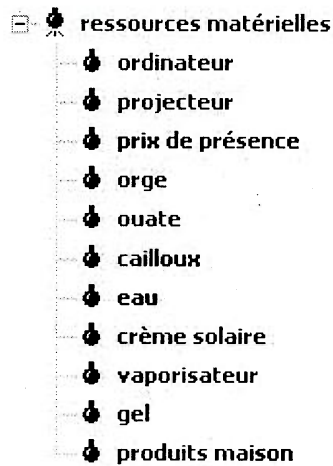 ressources matérielles
ordinateur
projecteur
prix de présence
orge
ouate
cailloux
eau
crème solaire
vaporisateur
gel
produits maison